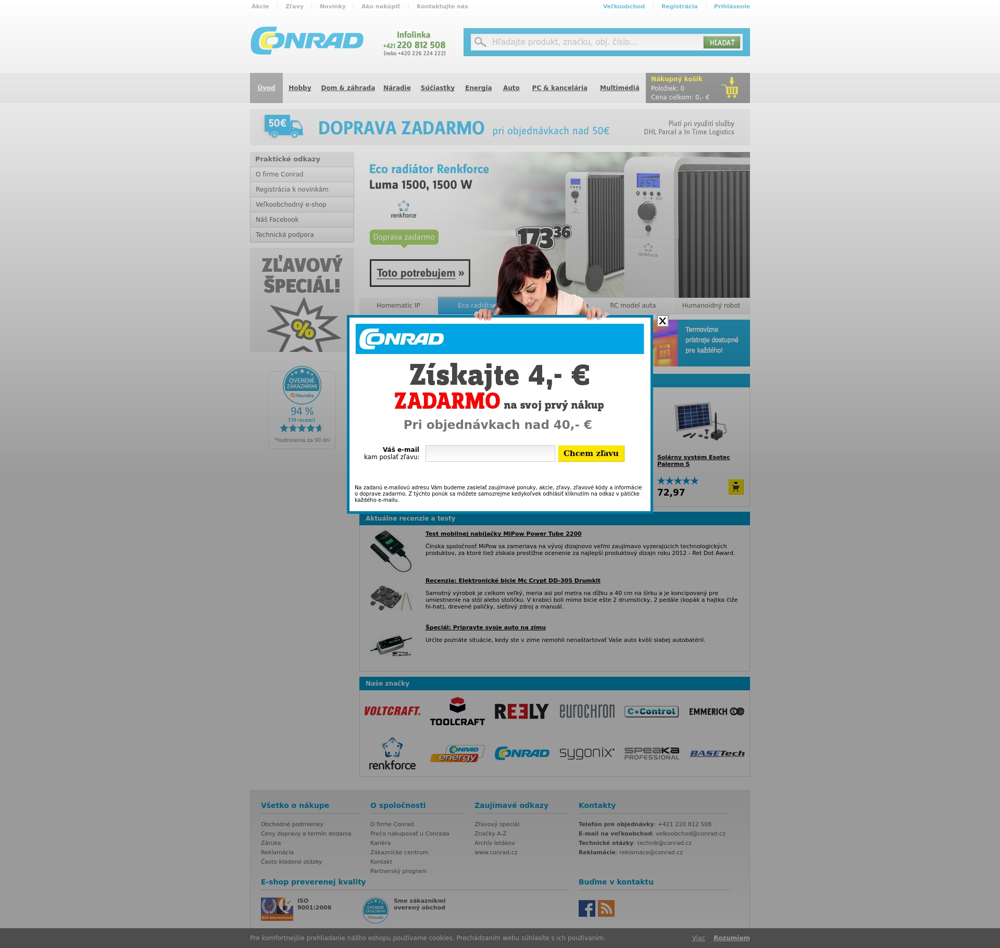 Akcie
Zľavy
Novinky
Ako nakúpiť
Kontaktujte nás
Veľkoobchod
Registrácia
Prihlásenie
CONRAD
Infolinka
+421 220 812 508
(nebo +420 226 224 222)
Hľadajte produkt, značku, obj. číslo...
HĽADAŤ
Úvod
Hobby
Dom & záhrada
Náradie
Súčiastky
Energia
Auto
PC & kancelária
Multimédiá
Nákupný košík
Položiek: 0
Cena celkom: 0,- €
50€
DOPRAVA ZADARMO pri objednávkach nad 50€
Platí pri využití služby
DHL Parcel a In Time Logistics
Praktické odkazy
O firme Conrad
Registrácia k novinkám
Veľkoobchodný e-shop
Náš Facebook
Technická podpora
ZĽAVOVÝ
ŠPECIÁL!
%
OVERENÉ
ZÁKAZNÍKMI
Heureka
94 %
739 recenzií
*hodnotenia za 90 dní
Eco radiátor Renkforce
Luma 1500, 1500 W
renkforce
Doprava zadarmo
Toto potrebujem »
173 36
25°C
ECO
renkforce
Homematic IP
Eco radiátor
RC model auta
Humanoidný robot
Termovízne
prístroje dostupné
pre každého!
X
CONRAD
Získajte 4,- €
ZADARMO na svoj prvý nákup
Pri objednávkach nad 40,- €
Váš e-mail
kam poslať zľavu:
Chcem zľavu
Na zadanú e-mailovú adresu Vám budeme zasielať zaujímavé ponuky, akcie, zľavy, zľavové kódy a informácie
o doprave zadarmo. Z týchto ponúk sa môžete samozrejme kedykoľvek odhlásiť kliknutím na odkaz v pätičke
každého e-mailu.
Solárny systém Esotec
Palermo S
72,97
Aktuálne recenzie a testy
Test mobilnej nabíjačky MiPow Power Tube 2200
Čínska spoločnosť MiPow sa zameriava na vývoj dizajnovo veľmi zaujímavo vyzerajúcich technologických
produktov, za ktoré tiež získala prestížne ocenenie za najlepší produktový dizajn roku 2012 - Ret Dot Award.
Recenzia: Elektronické bicie Mc Crypt DD-305 Drumkit
Samotný výrobok je celkom veľký, meria asi pol metra na dĺžku a 40 cm na šírku a je koncipovaný pre
umiestnenie na stôl alebo stoličku. V krabici boli mimo bicie ešte 2 drumsticky, 2 pedále (kopák a hajtka čiže
hi-hat), drevené paličky, sieťový zdroj a manuál.
Špeciál: Pripravte svoje auto na zimu
Určite poznáte situácie, kedy ste v zime nemohli nenaštartovať Vaše auto kvôli slabej autobatérií.
Naše značky
VOLTCRAFT.
TOOLCRAFT
REELY
eurochron
C-Control
EMMERICH
renkforce
CONRAD energy
CONRAD
sygonix
SPEAKA
PROFESSIONAL
BASETech
Všetko o nákupe
Obchodné podmienky
Ceny dopravy a termín dodania
Záruka
Reklamácia
Často kladené otázky
O spoločnosti
O firme Conrad
Prečo nakupovať u Conrada
Kariéra
Zákaznícke centrum
Kontakt
Partnerský program
Zaujímavé odkazy
Zľavový speciál
Značky A-Z
Archív letákov
www.conrad.cz
Kontakty
Telefón pre objednávky: +421 220 812 508
E-mail na veľkoobchod: velkoobchod@conrad.cz
Technické otázky: technik@conrad.cz
Reklamácie: reklamace@conrad.cz
E-shop preverenej kvality
QAS International
ISO
9001:2008
OVERENÉ
ZÁKAZNÍKMI
Heureka
Sme zákazníkmi
overený obchod
Buďme v kontaktu
Pre komfortnejšie prehliadanie nášho eshopu používame cookies. Prechádzaním webu súhlasíte s ich používaním.
Viac
Rozumiem